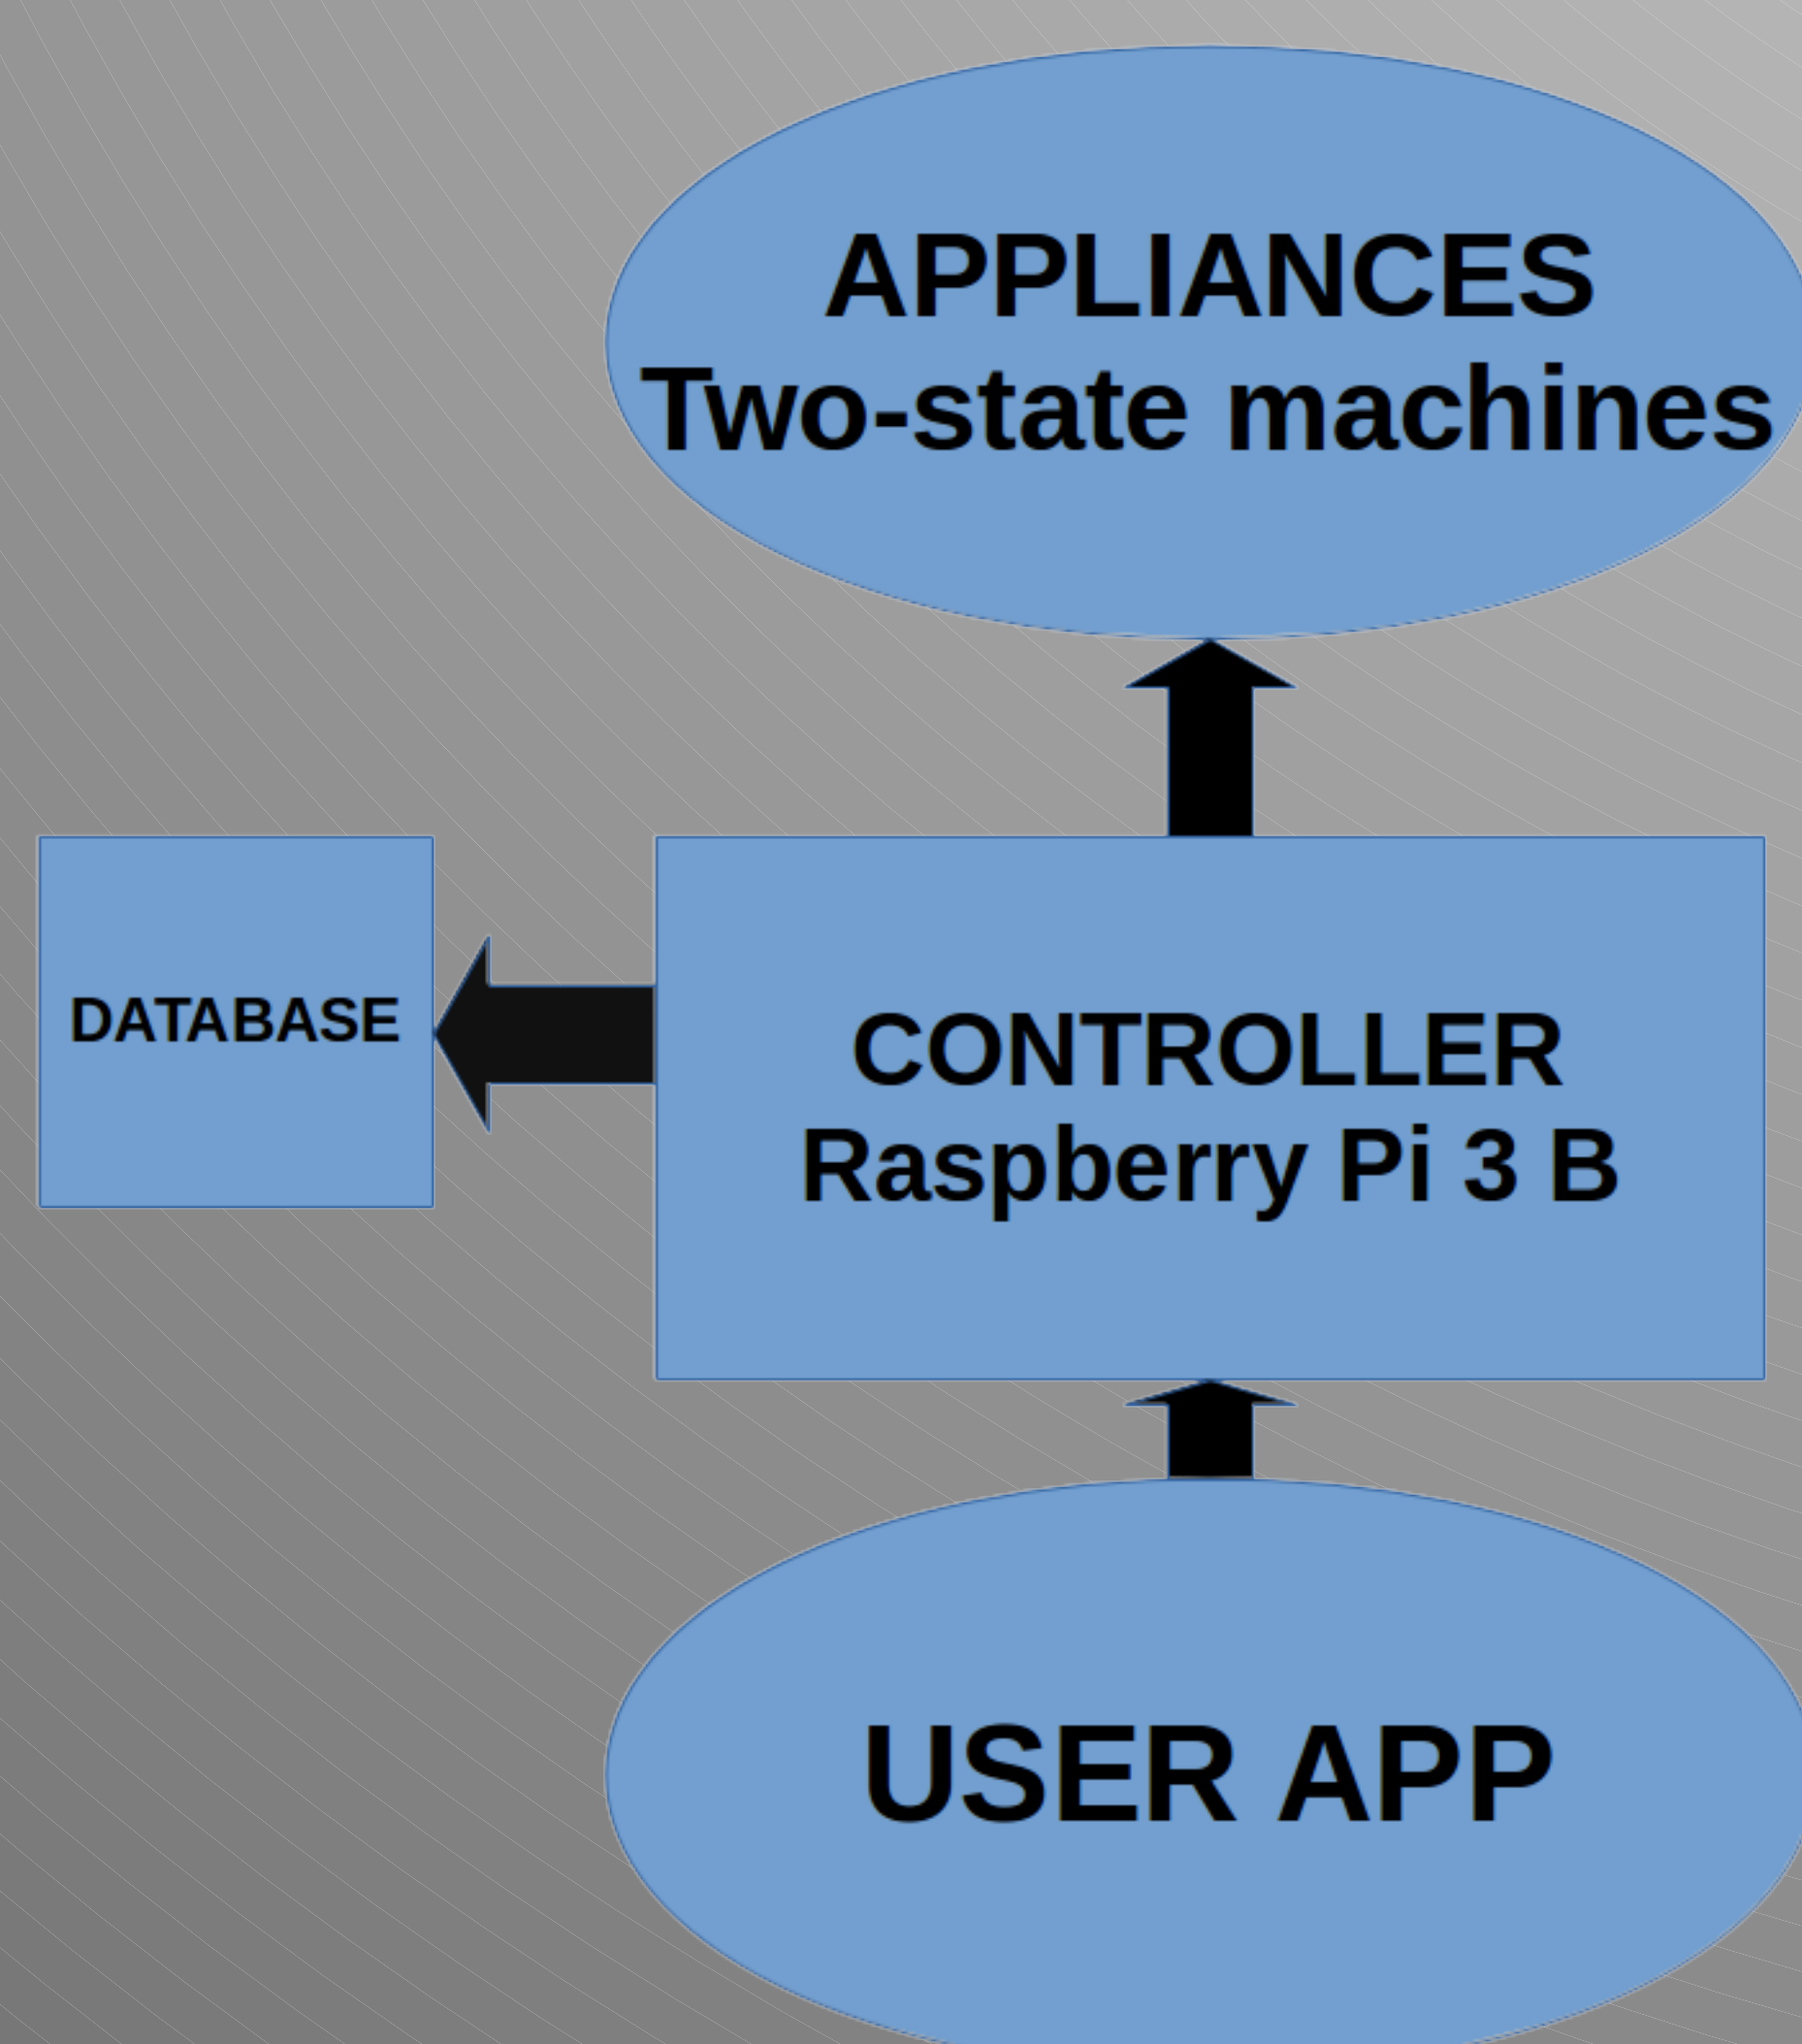 APPLIANCES
Two-state machines
DATABASE
CONTROLLER
Raspberry Pi 3 B
USER APP